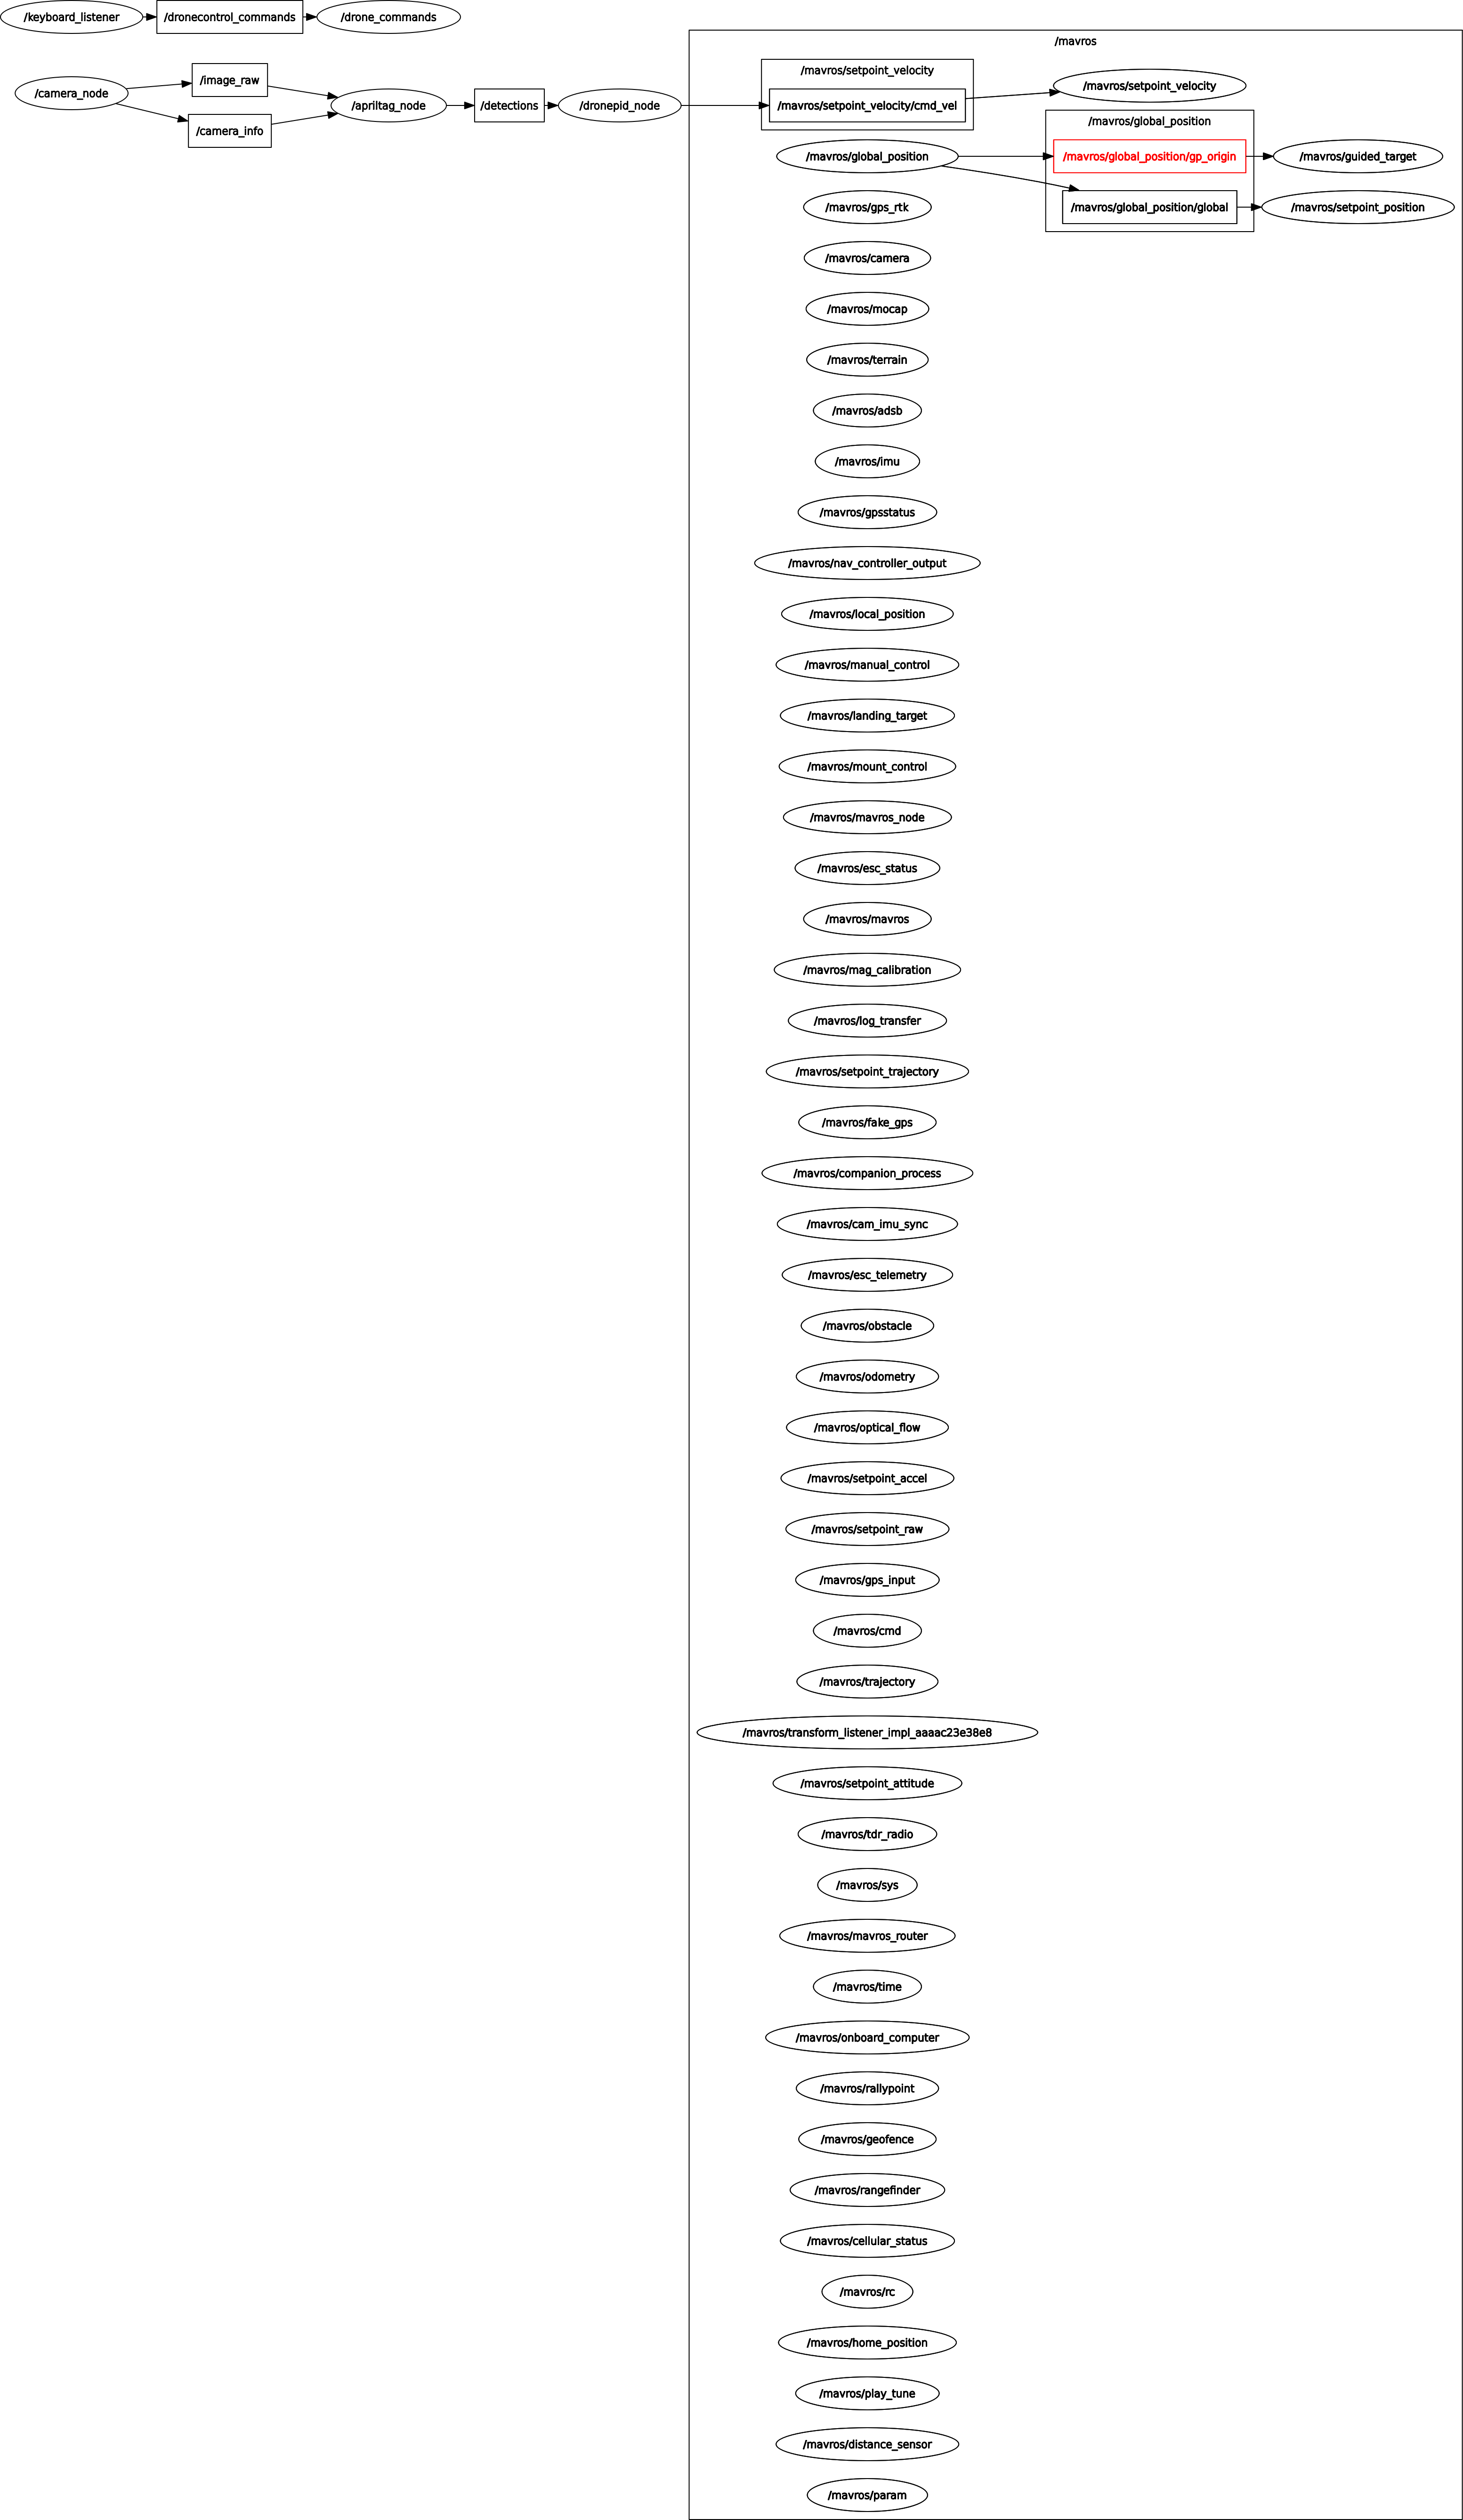 /keyboard_listener
/dronecontrol_commands
/drone_commands
/mavros
/camera_node
/image_raw
/camera_info
/apriltag_node
/detections
/dronepid_node
/mavros/setpoint_velocity
/mavros/setpoint_velocity/cmd_vel
/mavros/setpoint_velocity
/mavros/global_position
/mavros/global_position
/mavros/global_position/gp_origin
/mavros/guided_target
/mavros/global_position/global
/mavros/setpoint_position
/mavros/gps_rtk
/mavros/camera
/mavros/mocap
/mavros/terrain
/mavros/adsb
/mavros/imu
/mavros/gpsstatus
/mavros/nav_controller_output
/mavros/local_position
/mavros/manual_control
/mavros/landing_target
/mavros/mount_control
/mavros/mavros_node
/mavros/esc_status
/mavros/mavros
/mavros/mag_calibration
/mavros/log_transfer
/mavros/setpoint_trajectory
/mavros/fake_gps
/mavros/companion_process
/mavros/cam_imu_sync
/mavros/esc_telemetry
/mavros/obstacle
/mavros/odometry
/mavros/optical_flow
/mavros/setpoint_accel
/mavros/setpoint_raw
/mavros/gps_input
/mavros/cmd
/mavros/trajectory
/mavros/transform_listener_impl_aaaac23e38e8
/mavros/setpoint_attitude
/mavros/tdr_radio
/mavros/sys
/mavros/mavros_router
/mavros/time
/mavros/onboard_computer
/mavros/rallypoint
/mavros/geofence
/mavros/rangefinder
/mavros/cellular_status
/mavros/rc
/mavros/home_position
/mavros/play_tune
/mavros/distance_sensor
/mavros/param